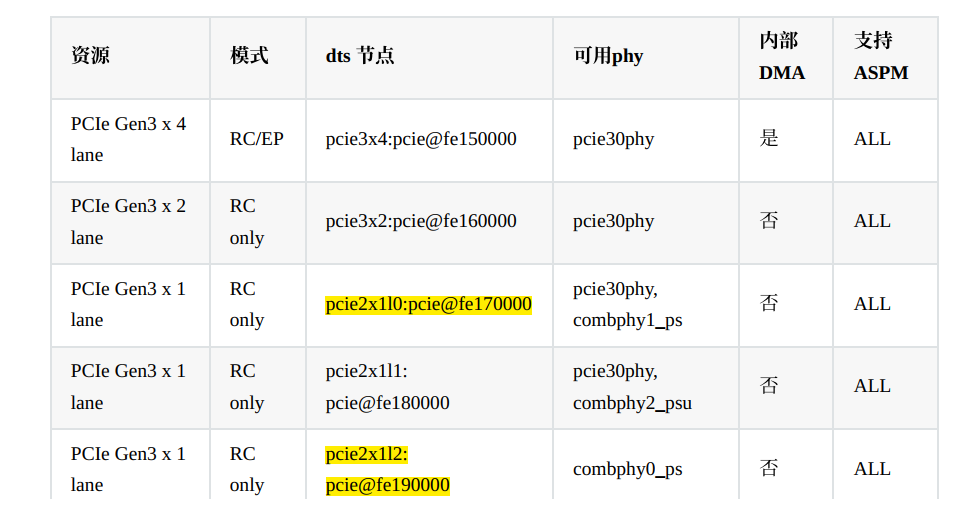 资源 模式 dts 节点 可用phy 内部 DMA 支持 ASPM
PCIe Gen3 x 4 lane RC/EP pcie3x4:pcie@fe150000 pcie30phy 是 ALL
PCIe Gen3 x 2 lane RC only pcie3x2:pcie@fe160000 pcie30phy 否 ALL
PCIe Gen3 x 1 lane RC only pcie2x1l0:pcie@fe170000 pcie30phy, combphy1_ps 否 ALL
PCIe Gen3 x 1 lane RC only pcie2x1l1: pcie@fe180000 pcie30phy, combphy2_psu 否 ALL
PCIe Gen3 x 1 lane RC only pcie2x1l2: pcie@fe190000 combphy0_ps 否 ALL